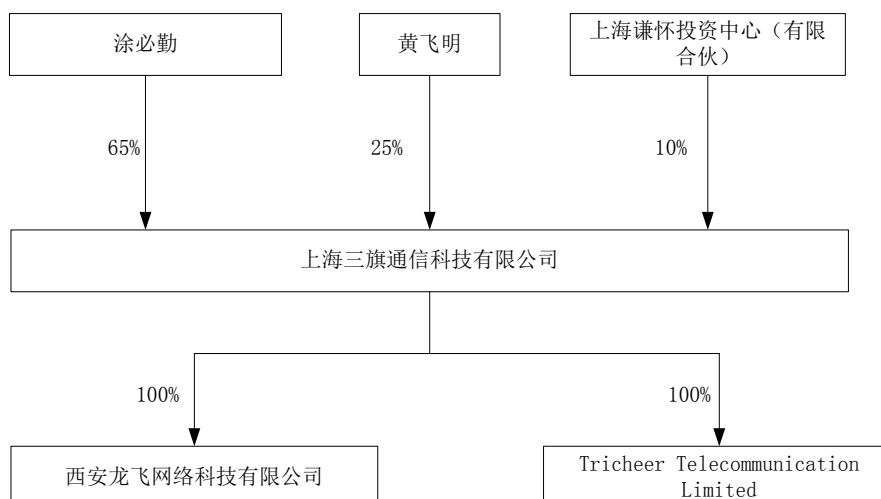 涂必勤
黄飞明
上海谦怀投资中心（有限
合伙）
65%
25%
10%
上海三旗通信科技有限公司
100%
100%
西安龙飞网络科技有限公司
Tricheer Telecommunication
Limited